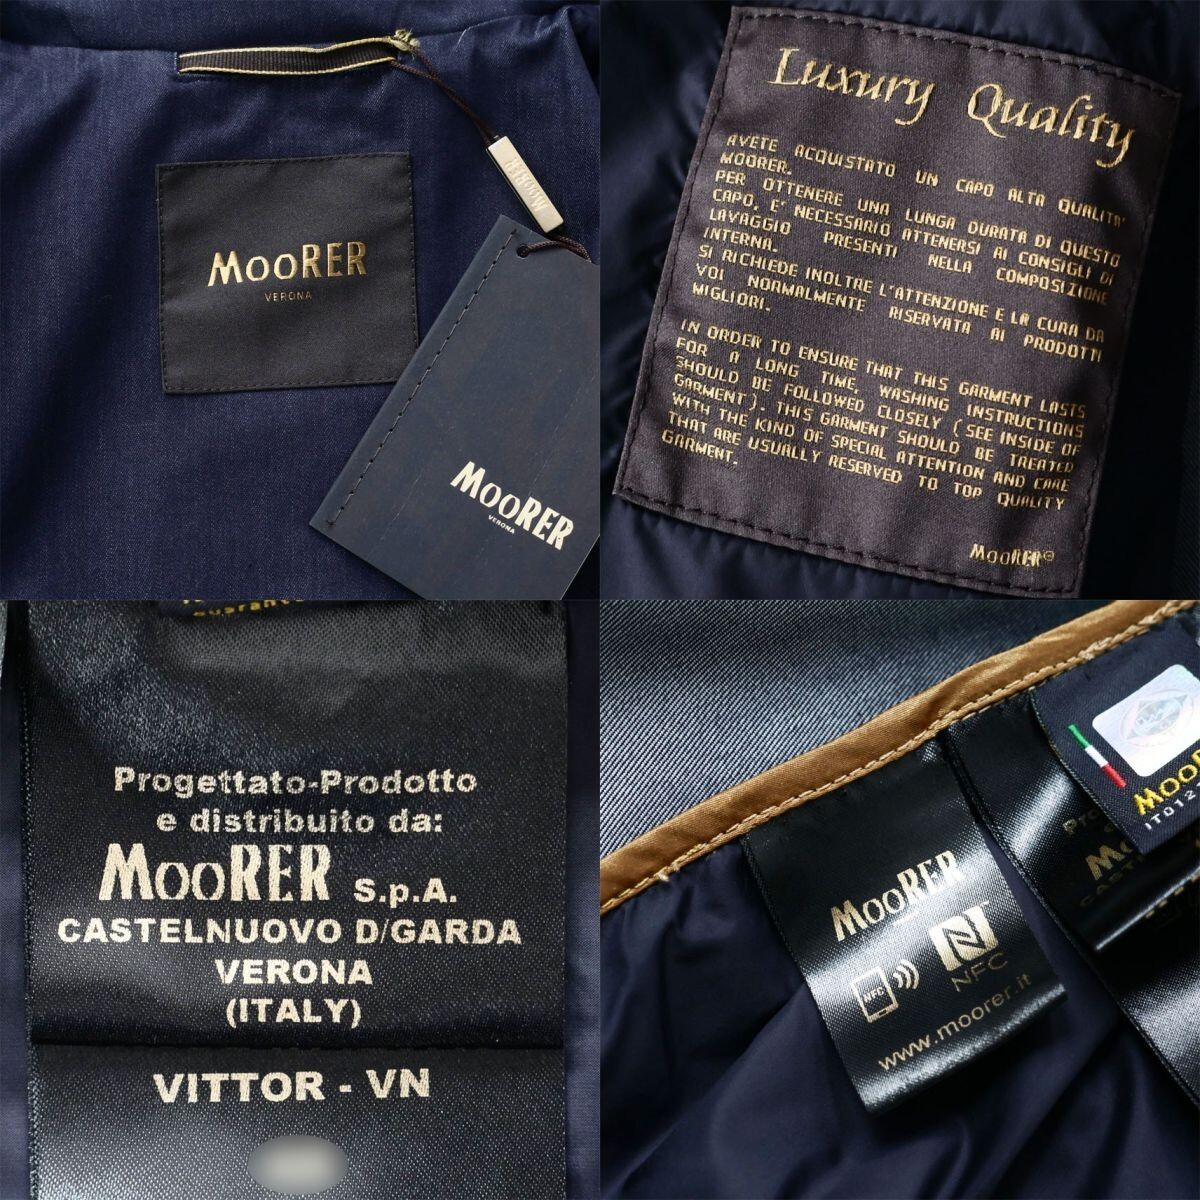 MOORER
VERONA
MOORER
MOORER
VERONA
Luxury Quality
AVETE ACQUISTATO UN CAPO ALTA QUALITA'
MOORER.
PER OTTENERE UNA LUNGA DURATA DI QUESTO
CAPO, E' NECESSARIO ATTENERSI AI CONSIGLI DI
LAVAGGIO PRESENTI NELLA COMPOSIZIONE
INTERNA.
SI RICHIEDE INOLTRE L'ATTENZIONE E LA CURA DA
VOI NORMALMENTE RISERVATA AI PRODOTTI
MIGLIORI.
IN ORDER TO ENSURE THAT THIS GARMENT LASTS
FOR A LONG TIME, WASHING INSTRUCTIONS
SHOULD BE FOLLOWED CLOSELY (SEE INSIDE OF
GARMENT). THIS GARMENT SHOULD BE TREATED
WITH THE KIND OF SPECIAL ATTENTION AND CARE
THAT ARE USUALLY RESERVED TO TOP QUALITY
GARMENT.
MOORER
Progettato-Prodotto
e distribuito da:
MOORER S.p.A.
CASTELNUOVO D/GARDA
VERONA
(ITALY)
VITTOR - VN
MOORER
NFC
NFC
www.moorer.it